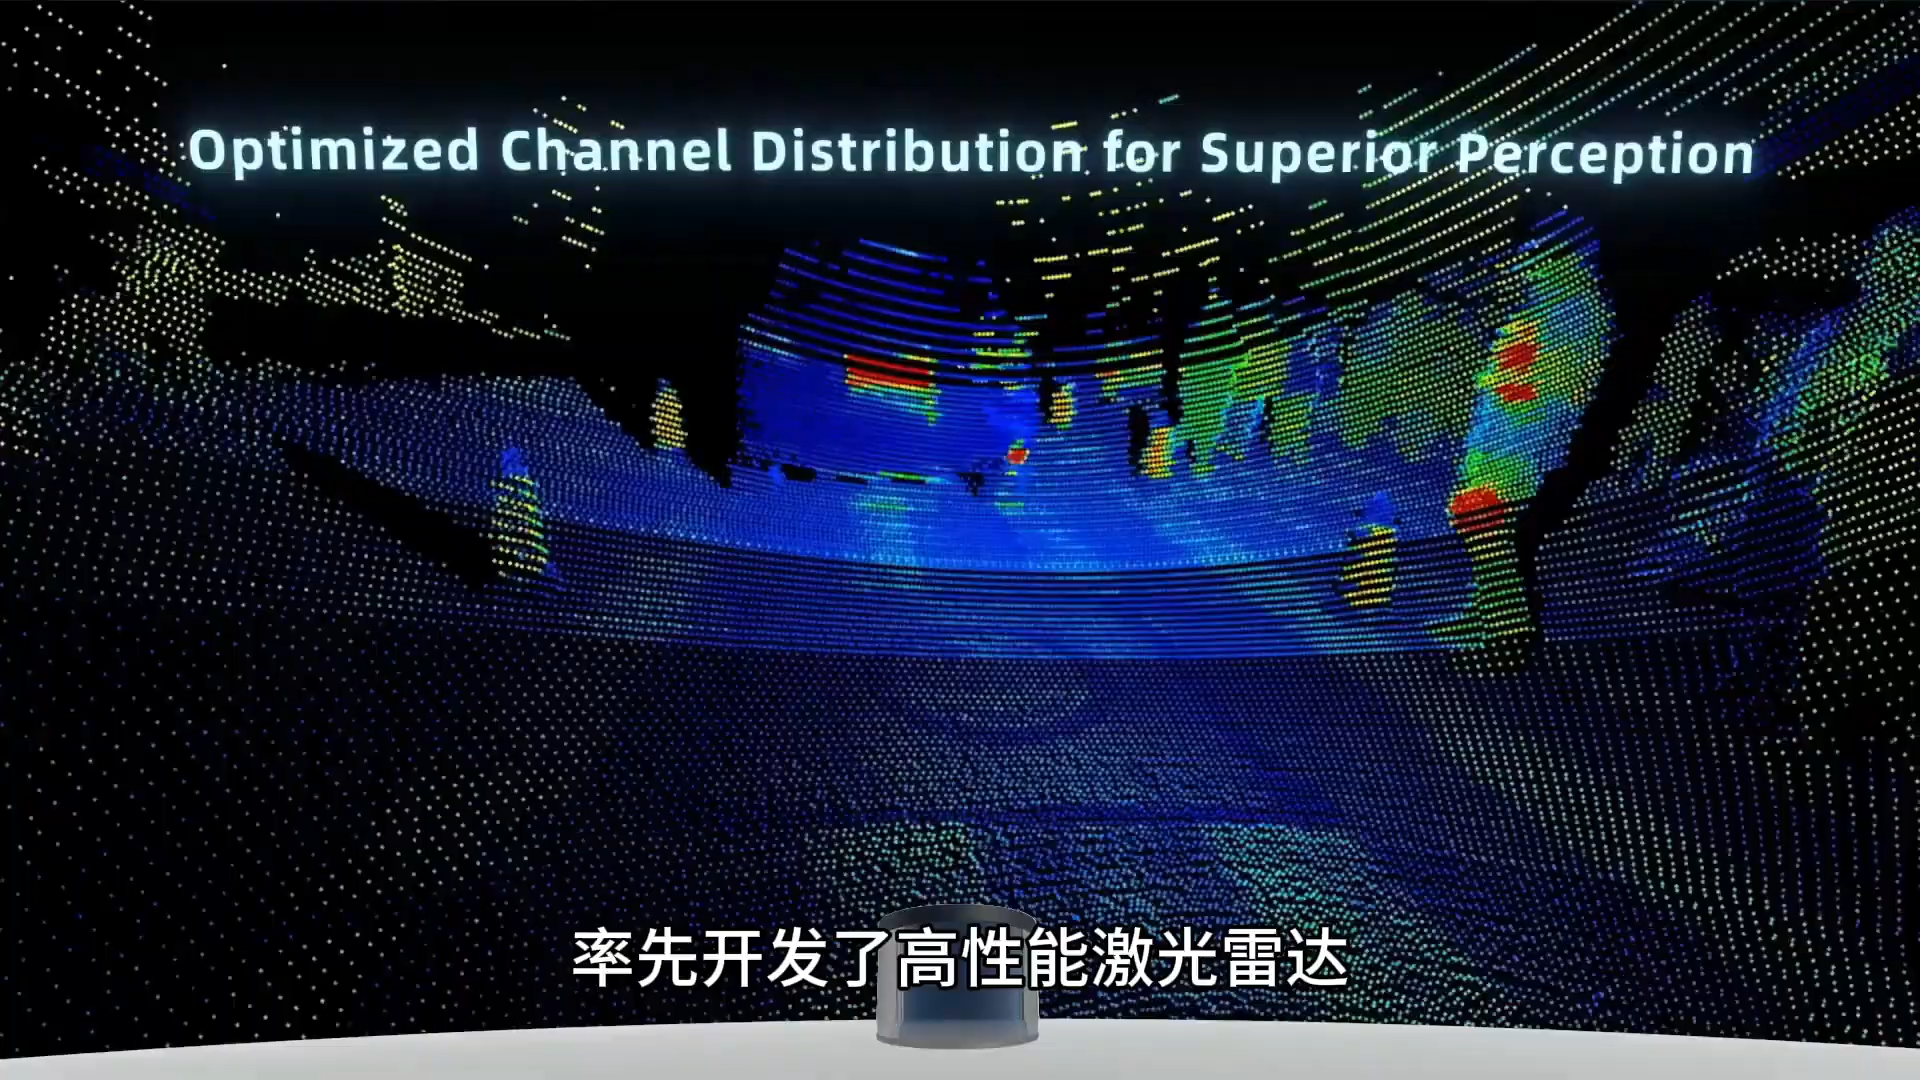 Optimized Channel Distribution for Superior Perception
率先开发了高性能激光雷达